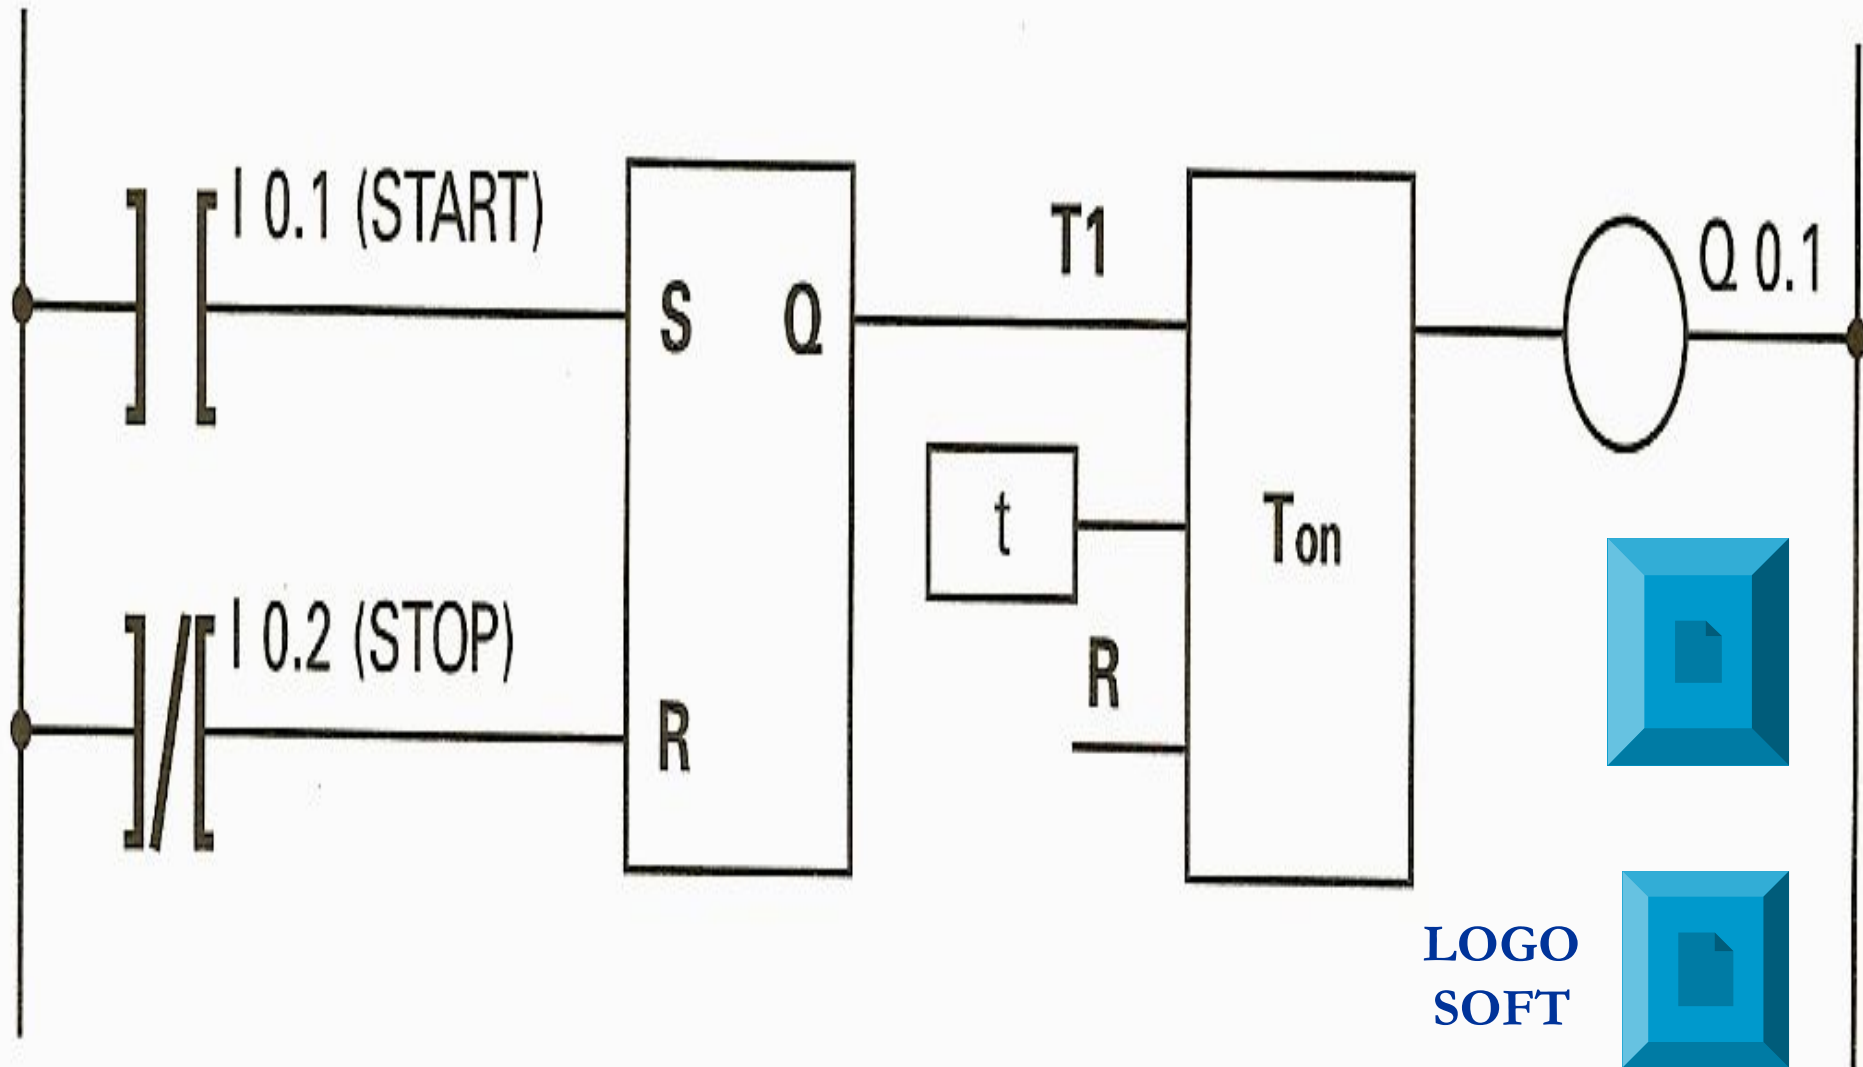 I 0.1 (START)
S Q
T1
Q 0.1
t
Ton
I 0.2 (STOP)
R
R
LOGO
SOFT